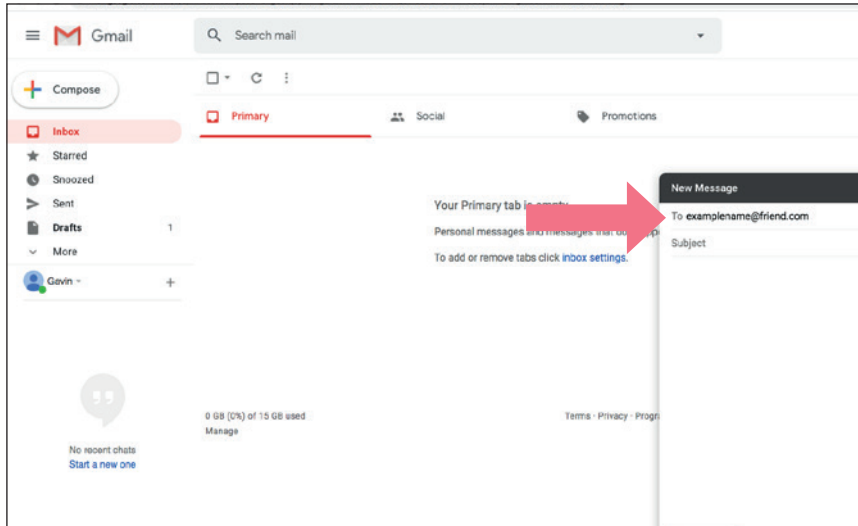 Gmail
Search mail
Compose
Primary
Social
Promotions
Inbox
Starred
Snoozed
Sent
Drafts 1
More
Gavin
Your Primary tab is empty.
Personal messages and messages that
To add or remove tabs click inbox settings.
New Message
To examplename@friend.com
Subject
0 GB (0%) of 15 GB used
Manage
Terms · Privacy · Progr
No recent chats
Start a new one